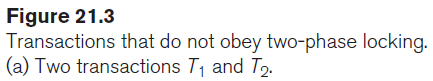 Figure 21.3
Transactions that do not obey two-phase locking.
(a) Two transactions T1 and T2.